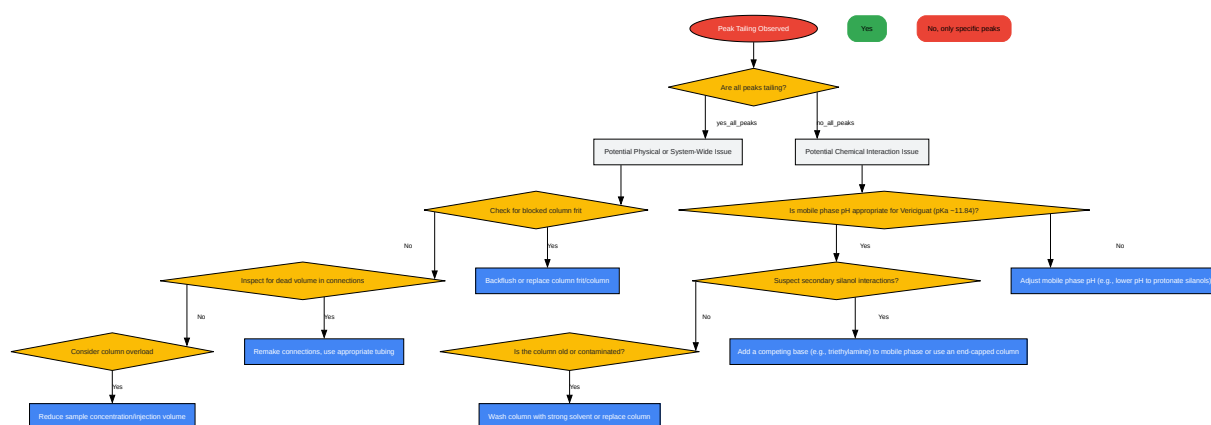 Peak Tailing Observed
Yes
No, only specific peaks
Are all peaks tailing?
yes_all_peaks
no_all_peaks
Potential Physical or System-Wide Issue
Potential Chemical Interaction Issue
Check for blocked column frit
Is mobile phase pH appropriate for Vericiguat (pKa ~11.84)?
No
Yes
Yes
No
Inspect for dead volume in connections
Backflush or replace column frit/column
Suspect secondary silanol interactions?
Adjust mobile phase pH (e.g., lower pH to protonate silanols)
No
Yes
No
Yes
Consider column overload
Remake connections, use appropriate tubing
Is the column old or contaminated?
Add a competing base (e.g., triethylamine) to mobile phase or use an end-capped column
Yes
Yes
Reduce sample concentration/injection volume
Wash column with strong solvent or replace column